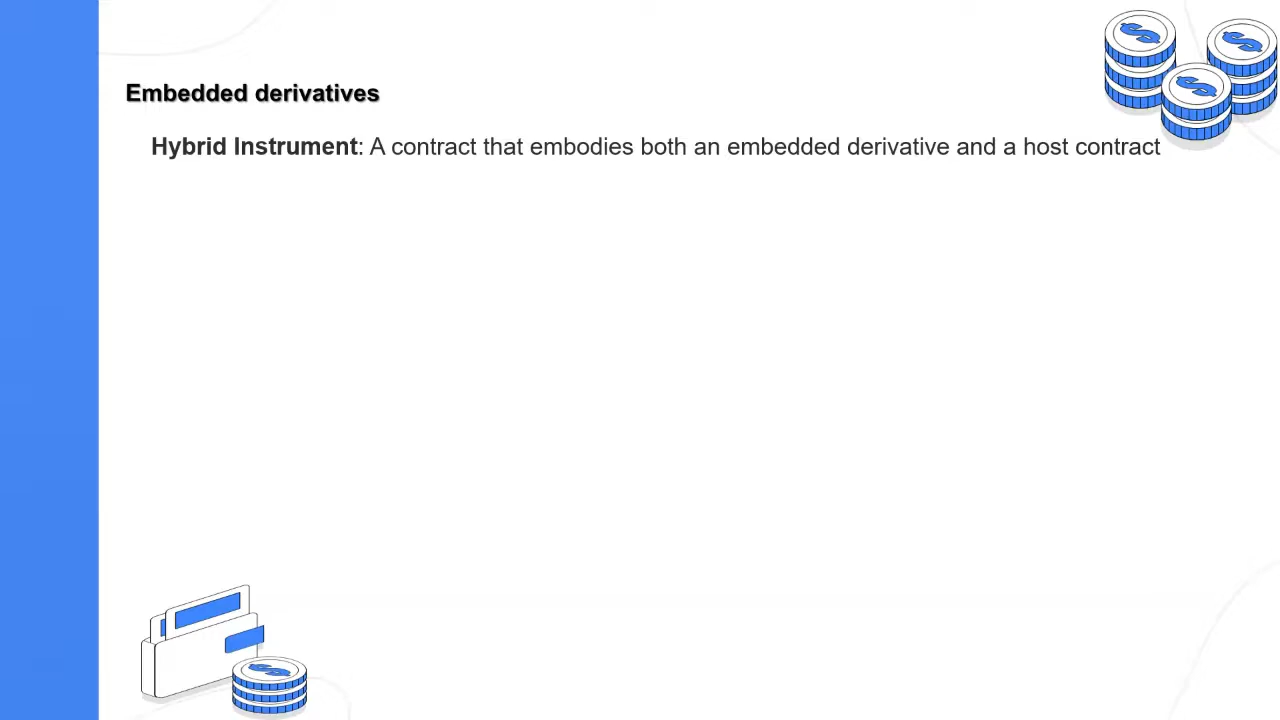 Embedded derivatives
Hybrid Instrument: A contract that embodies both an embedded derivative and a host contract